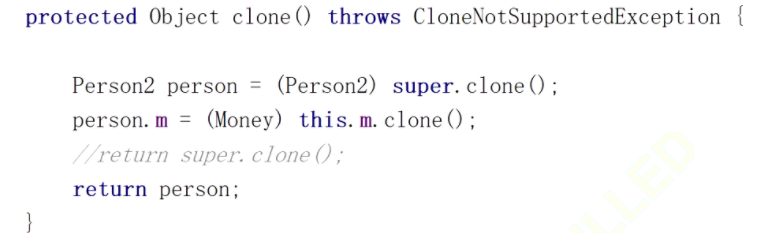 protected Object clone() throws CloneNotSupportedException {
Person2 person = (Person2) super.clone();
person.m = (Money) this.m.clone();
//return super.clone();
return person;
}